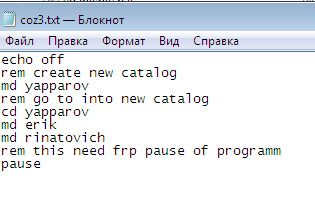 coz3.txt — Блокнот
Файл Правка Формат Вид Справка
echo off
rem create new catalog
md yapparov
rem go to into new catalog
cd yapparov
md erik
md rinatovich
rem this need frp pause of programm
pause